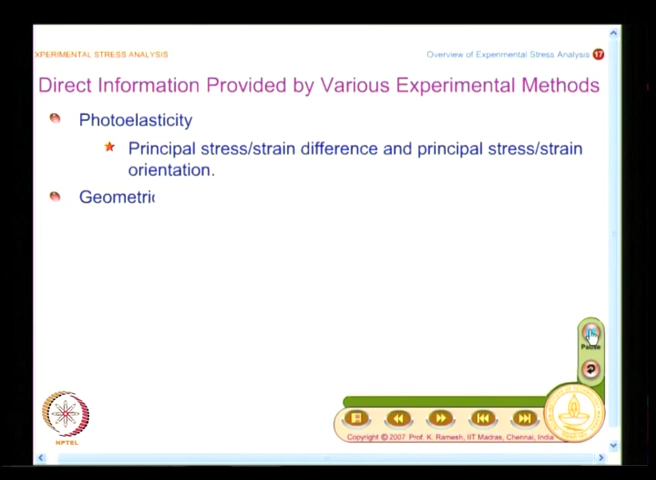 XPERIMENTAL STRESS ANALYSIS
Overview of Experimental Stress Analysis 17
Direct Information Provided by Various Experimental Methods
Photoelasticity
Principal stress/strain difference and principal stress/strain
orientation.
Geometric
Pause
NPTEL
Copyright © 2007 Prof. K. Ramesh, IIT Madras, Chennai, India